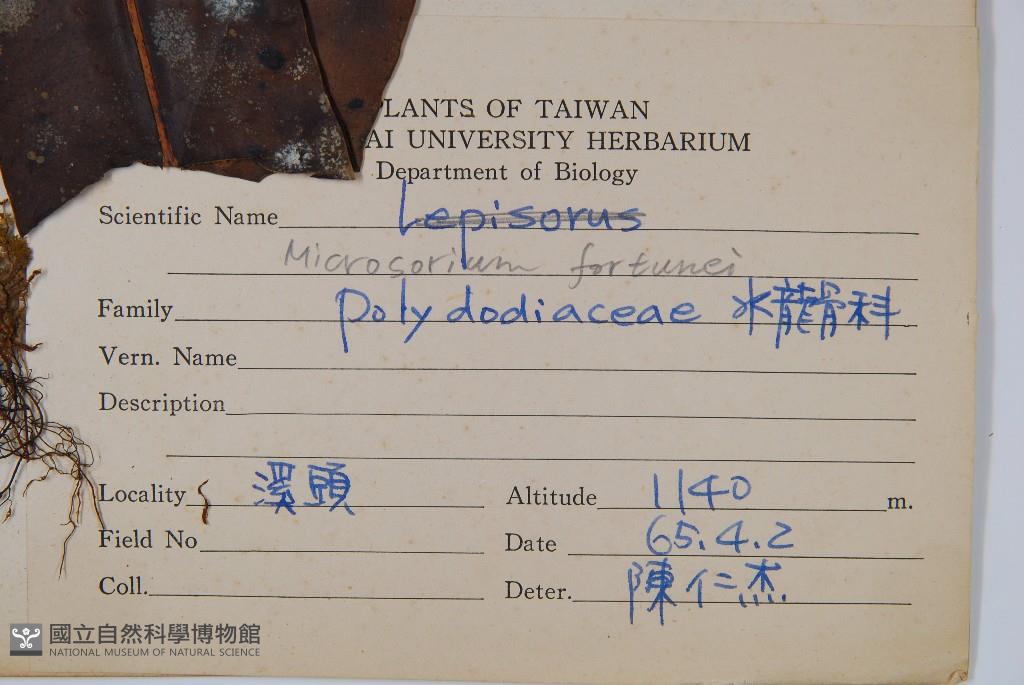 PLANTS OF TAIWAN
AI UNIVERSITY HERBARIUM
Department of Biology
Scientific Name Lepisorus
Microsorium fortunei
Family Polydodiaceae 水龍骨科
Vern. Name
Description
Locality 溪頭 Altitude 1140 m.
Field No Date 65.4.2
Coll. Deter. 陳仁杰
國立自然科學博物館
NATIONAL MUSEUM OF NATURAL SCIENCE